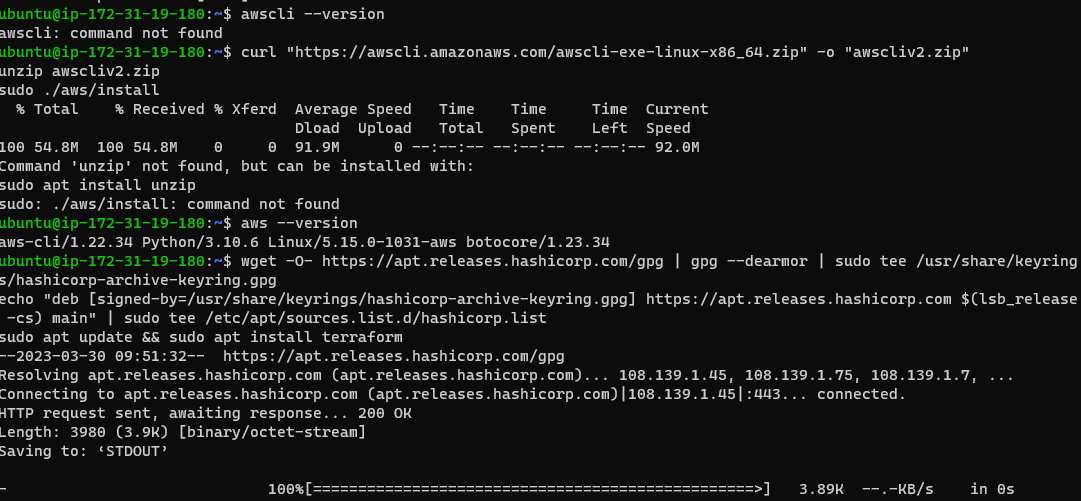 ubuntu@ip-172-31-19-180:~$ awscli --version
awscli: command not found
ubuntu@ip-172-31-19-180:~$ curl "https://awscli.amazonaws.com/awscli-exe-linux-x86_64.zip" -o "awscliv2.zip"
unzip awscliv2.zip
sudo ./aws/install
  % Total    % Received % Xferd  Average Speed   Time    Time     Time  Current
                                 Dload  Upload   Total   Spent    Left  Speed
100 54.8M  100 54.8M    0     0  91.9M      0 --:--:-- --:--:-- --:--:-- 92.0M
Command 'unzip' not found, but can be installed with:
sudo apt install unzip
sudo: ./aws/install: command not found
ubuntu@ip-172-31-19-180:~$ aws --version
aws-cli/1.22.34 Python/3.10.6 Linux/5.15.0-1031-aws botocore/1.23.34
ubuntu@ip-172-31-19-180:~$ wget -O- https://apt.releases.hashicorp.com/gpg | gpg --dearmor | sudo tee /usr/share/keyring
s/hashicorp-archive-keyring.gpg
echo "deb [signed-by=/usr/share/keyrings/hashicorp-archive-keyring.gpg] https://apt.releases.hashicorp.com $(lsb_release
 -cs) main" | sudo tee /etc/apt/sources.list.d/hashicorp.list
sudo apt update && sudo apt install terraform
--2023-03-30 09:51:32--  https://apt.releases.hashicorp.com/gpg
Resolving apt.releases.hashicorp.com (apt.releases.hashicorp.com)... 108.139.1.45, 108.139.1.75, 108.139.1.7, ...
Connecting to apt.releases.hashicorp.com (apt.releases.hashicorp.com)|108.139.1.45|:443... connected.
HTTP request sent, awaiting response... 200 OK
Length: 3980 (3.9K) [binary/octet-stream]
Saving to: ‘STDOUT’
-                             100%[=================================================>]   3.89K  --.-KB/s    in 0s